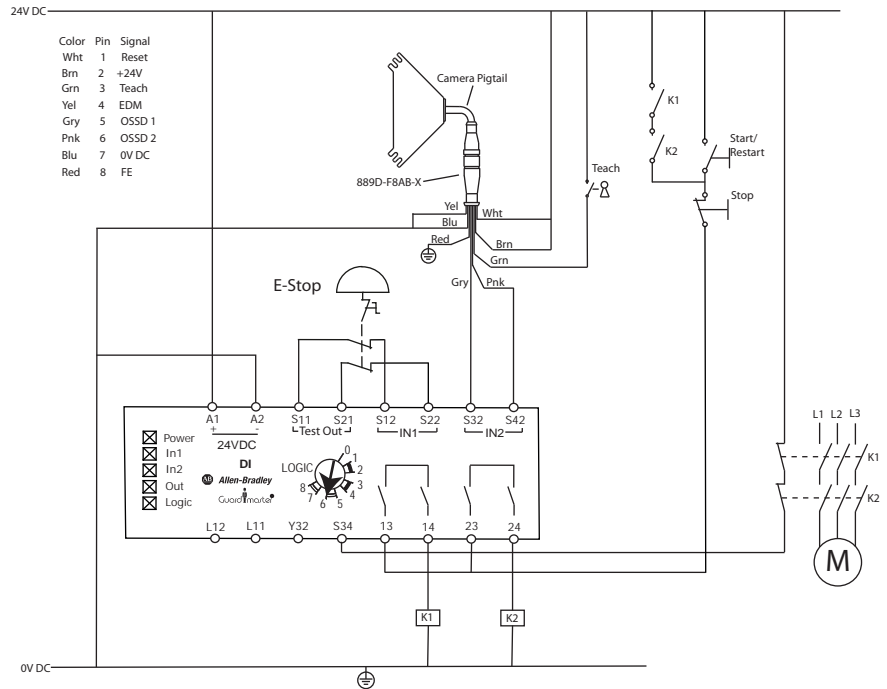 24V DC
Color Pin Signal
Wht 1 Reset
Brn 2 +24V
Grn 3 Teach
Yel 4 EDM
Gry 5 OSSD 1
Pnk 6 OSSD 2
Blu 7 0V DC
Red 8 FE
Camera Pigtail
889D-F8AB-X
K1
K2
Start/
Restart
Teach
Stop
Yel
Wht
Blu
Red
Brn
Grn
Gry
Pnk
E-Stop
A1 A2 S11 S21 S12 S22 S32 S42
+ - Test Out IN1 IN2
24VDC
Power
In1
In2
Out
Logic
DI
AB Allen-Bradley
Guardmaster
LOGIC
0
1
2
3
4
5
6
7
8
L12 L11 Y32 S34 13 14 23 24
L1 L2 L3
K1
K2
M
K1
K2
0V DC